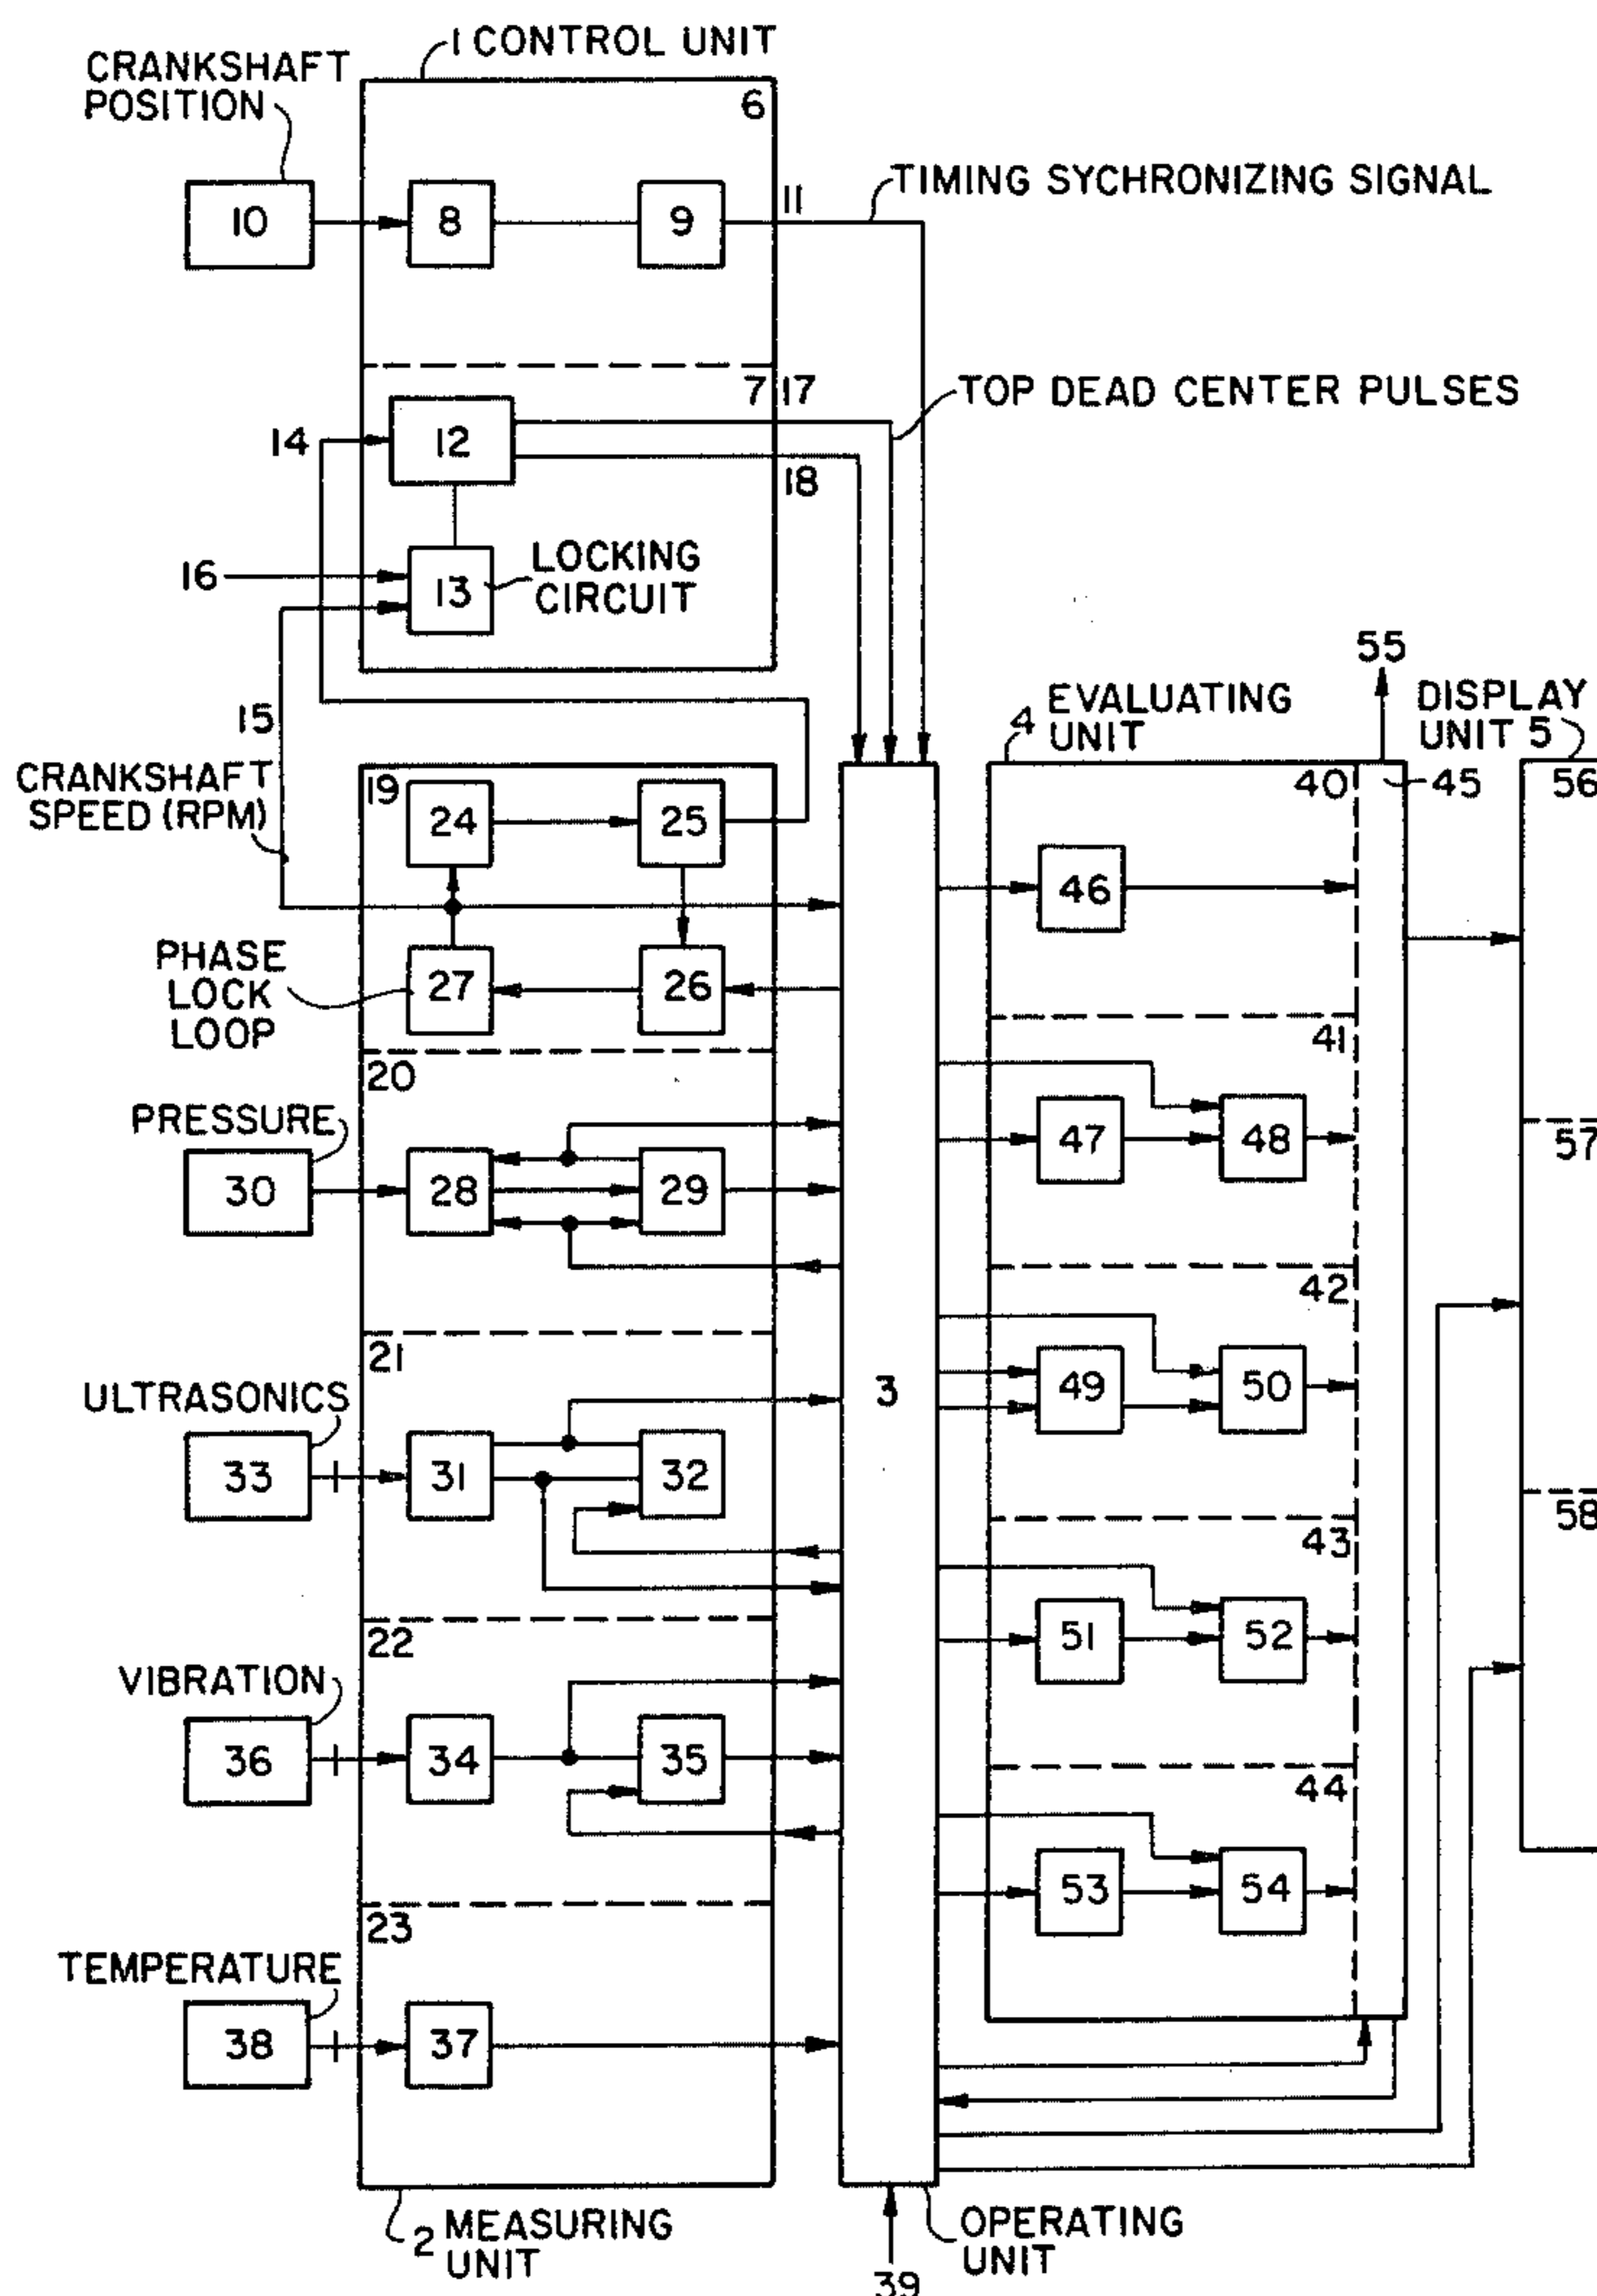 1 CONTROL UNIT
CRANKSHAFT
POSITION
6
10
8
9
11
TIMING SYCHRONIZING SIGNAL
7
17
TOP DEAD CENTER PULSES
14
12
18
16
13
LOCKING
CIRCUIT
15
CRANKSHAFT
SPEED (RPM)
19
24
25
PHASE
LOCK
LOOP
27
26
20
PRESSURE
30
28
29
21
ULTRASONICS
33
31
32
22
VIBRATION
36
34
35
23
TEMPERATURE
38
37
2 MEASURING
UNIT
3
OPERATING
UNIT
39
4 EVALUATING
UNIT
55
DISPLAY
UNIT 5
40
45
56
46
41
47
48
57
42
49
50
58
43
51
52
44
53
54